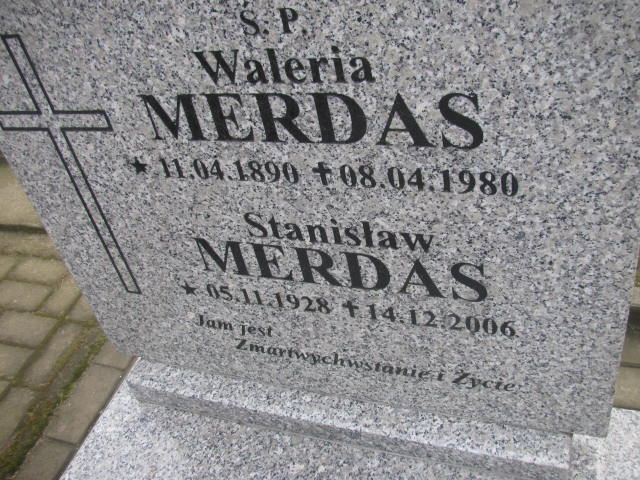 Ś. P.
Waleria
MERDAS
★ 11.04.1890 ✝ 08.04.1980
Stanisław
MERDAS
★ 05.11.1928 ✝ 14.12.2006
Jam jest
Zmartwychwstanie i Życie